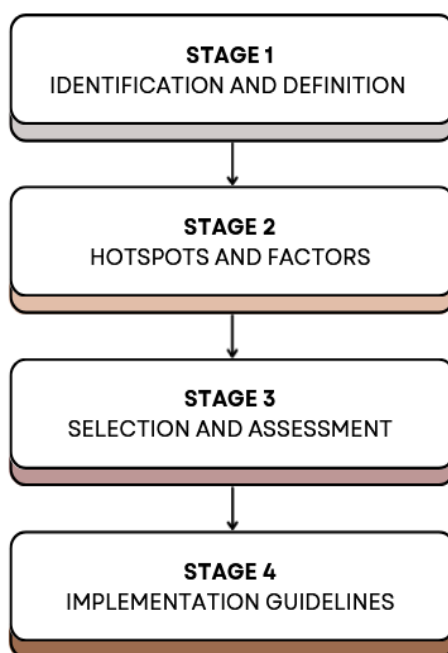 STAGE 1
IDENTIFICATION AND DEFINITION
STAGE 2
HOTSPOTS AND FACTORS
STAGE 3
SELECTION AND ASSESSMENT
STAGE 4
IMPLEMENTATION GUIDELINES